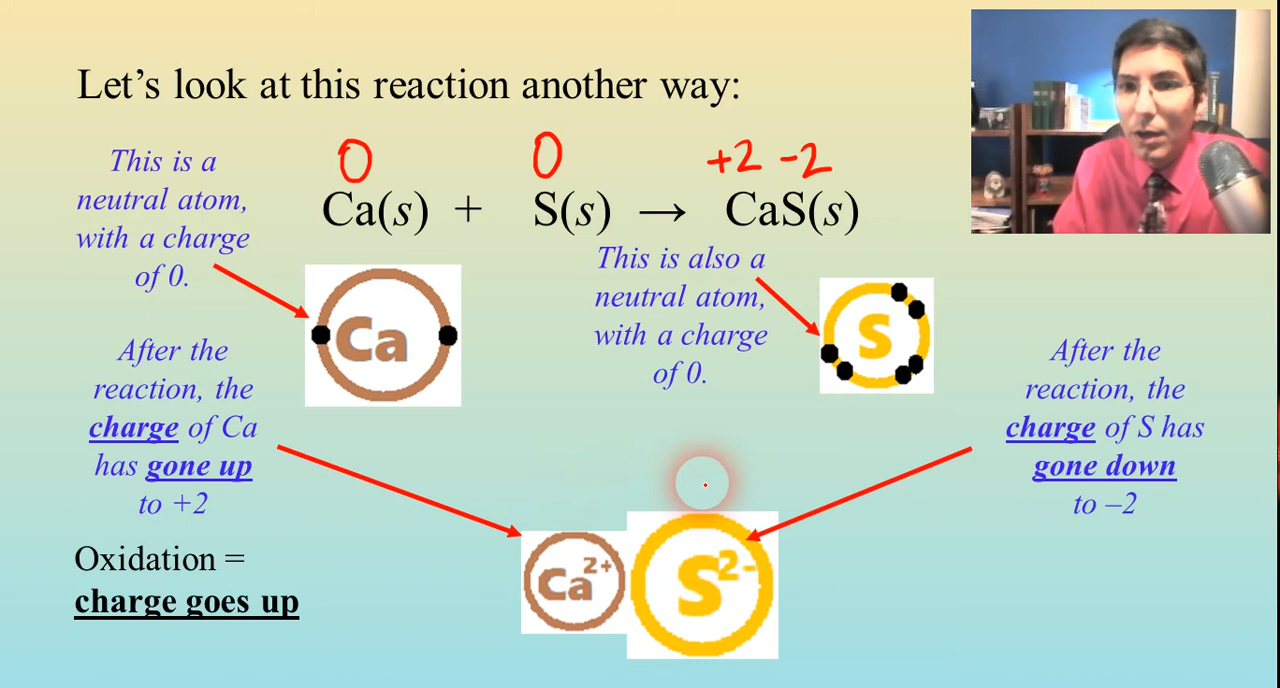 Let's look at this reaction another way:
This is a
neutral atom,
with a charge
of 0.
0 0 +2 -2
Ca(s) + S(s) → CaS(s)
This is also a
neutral atom,
with a charge
of 0.
Ca
S
After the
reaction, the
charge of Ca
has gone up
to +2
After the
reaction, the
charge of S has
gone down
to –2
Oxidation =
charge goes up
Ca2+
S2-